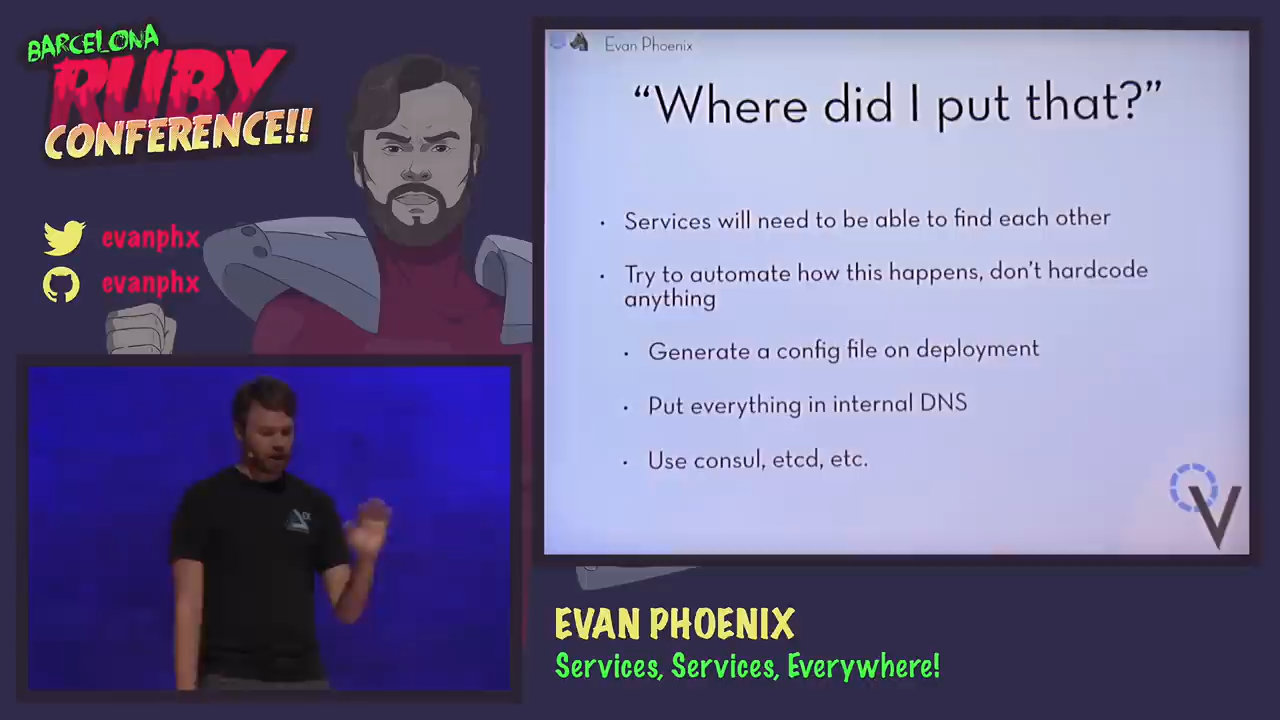 BARCELONA
RUBY
CONFERENCE!!
evanphx
evanphx
Evan Phoenix
“Where did I put that?”
· Services will need to be able to find each other
· Try to automate how this happens, don't hardcode
anything
· Generate a config file on deployment
· Put everything in internal DNS
· Use consul, etcd, etc.
V
EVAN PHOENIX
Services, Services, Everywhere!